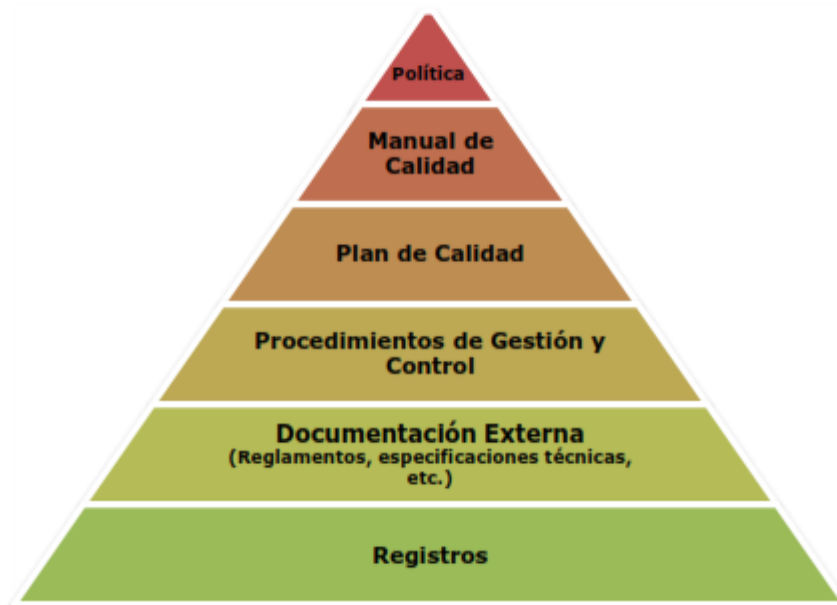 Política
Manual de
Calidad
Plan de Calidad
Procedimientos de Gestión y
Control
Documentación Externa
(Reglamentos, especificaciones técnicas,
etc.)
Registros